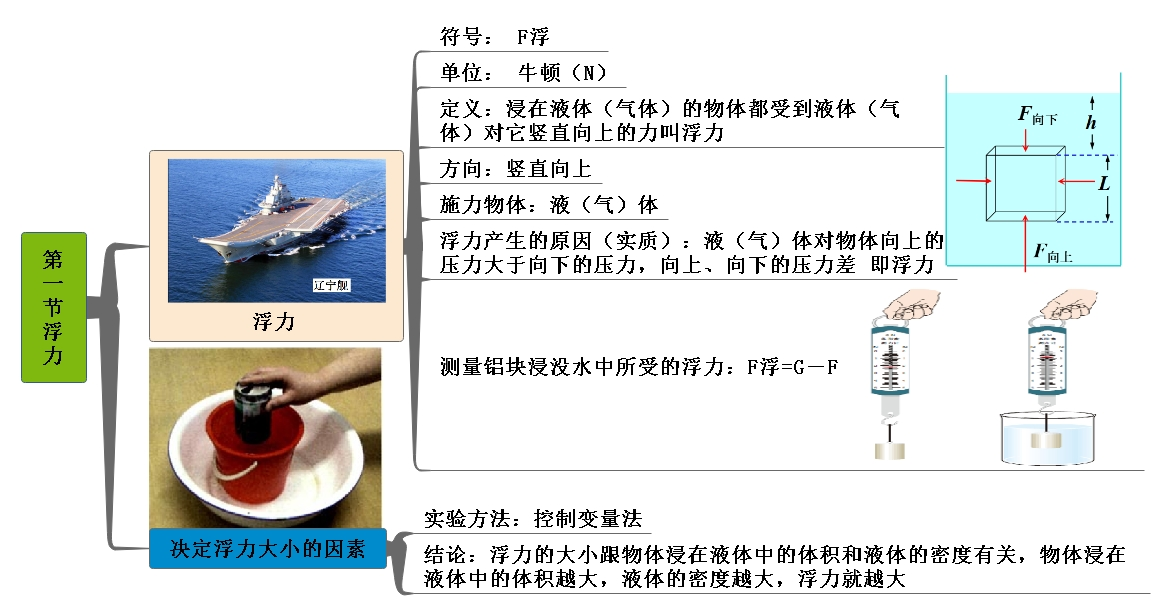 第一节浮力
辽宁舰
浮力
符号： F浮
单位： 牛顿（N）
定义：浸在液体（气体）的物体都受到液体（气
体）对它竖直向上的力叫浮力
方向：竖直向上
施力物体：液（气）体
浮力产生的原因（实质）：液（气）体对物体向上的
压力大于向下的压力，向上、向下的压力差 即浮力
F向下
h
L
F向上
测量铝块浸没水中所受的浮力：F浮=G－F
决定浮力大小的因素
实验方法：控制变量法
结论：浮力的大小跟物体浸在液体中的体积和液体的密度有关，物体浸在
液体中的体积越大，液体的密度越大，浮力就越大